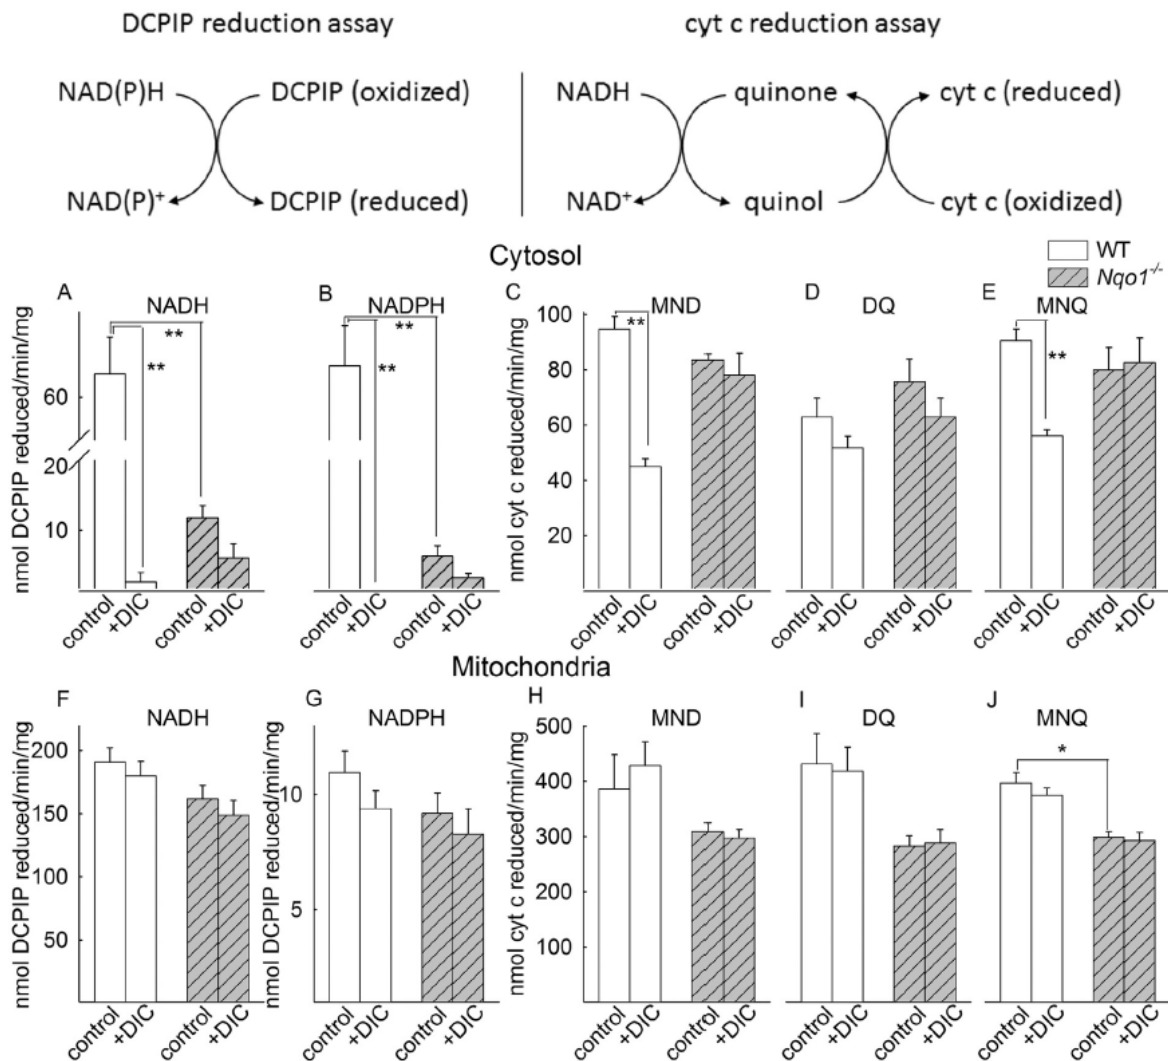 DCPIP reduction assay
cyt c reduction assay
NAD(P)H
DCPIP (oxidized)
NADH
quinone
cyt c (reduced)
NAD(P)⁺
DCPIP (reduced)
NAD⁺
quinol
cyt c (oxidized)
Cytosol
WT
Nqo1⁻/⁻
A
NADH
B
NADPH
C
MND
D
DQ
E
MNQ
nmol DCPIP reduced/min/mg
60
20
10
**
**
**
**
nmol cyt c reduced/min/mg
100
80
60
40
20
**
**
control
+DIC
control
+DIC
control
+DIC
control
+DIC
control
+DIC
control
+DIC
control
+DIC
control
+DIC
control
+DIC
control
+DIC
Mitochondria
F
NADH
G
NADPH
H
MND
I
DQ
J
MNQ
nmol DCPIP reduced/min/mg
200
150
100
50
nmol DCPIP reduced/min/mg
10
5
nmol cyt c reduced/min/mg
500
400
300
200
100
*
control
+DIC
control
+DIC
control
+DIC
control
+DIC
control
+DIC
control
+DIC
control
+DIC
control
+DIC
control
+DIC
control
+DIC